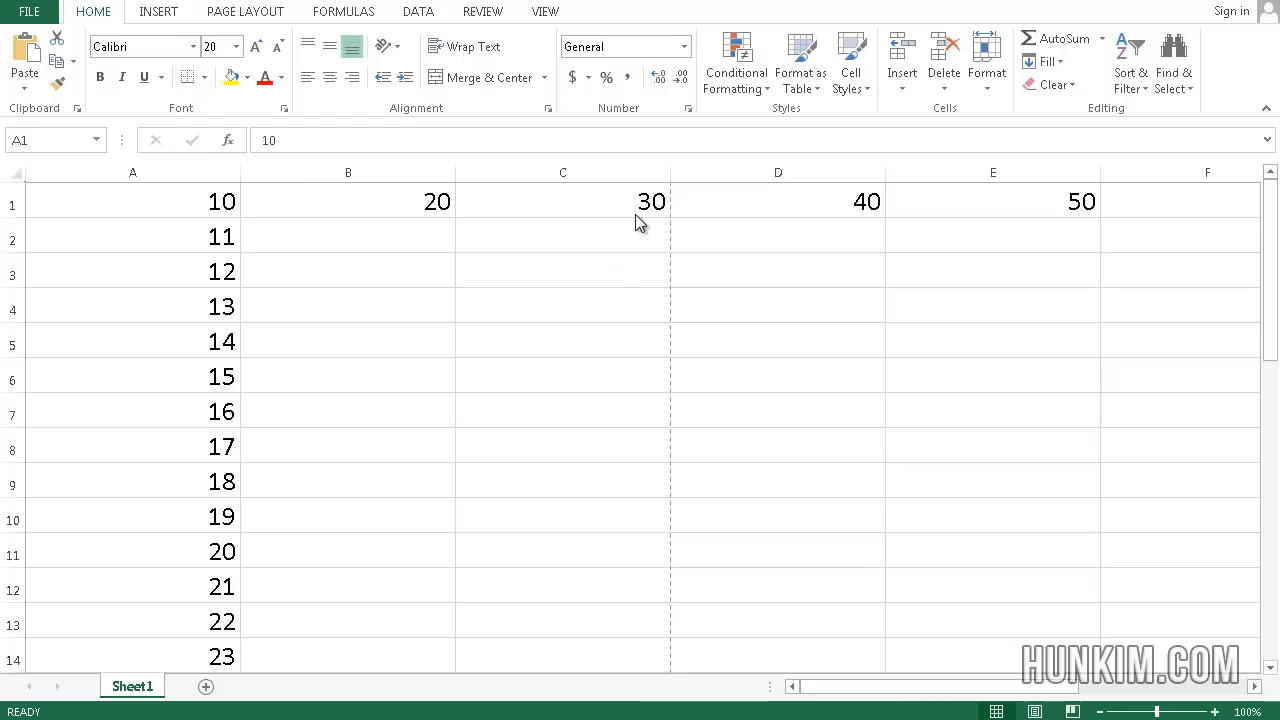 FILE HOME INSERT PAGE LAYOUT FORMULAS DATA REVIEW VIEW Sign in
Paste
Clipboard
Calibri 20 A A
B I U A
Font
Wrap Text
Merge & Center
Alignment
General
$ % ,
Number
Conditional Formatting
Format as Table
Cell Styles
Styles
Insert
Delete
Format
Cells
AutoSum
Fill
Clear
Sort & Filter
Find & Select
Editing
A1 fx 10
A B C D E F
1 10 20 30 40 50
2 11
3 12
4 13
5 14
6 15
7 16
8 17
9 18
10 19
11 20
12 21
13 22
14 23
HUNKIM.COM
Sheet1
READY 100%